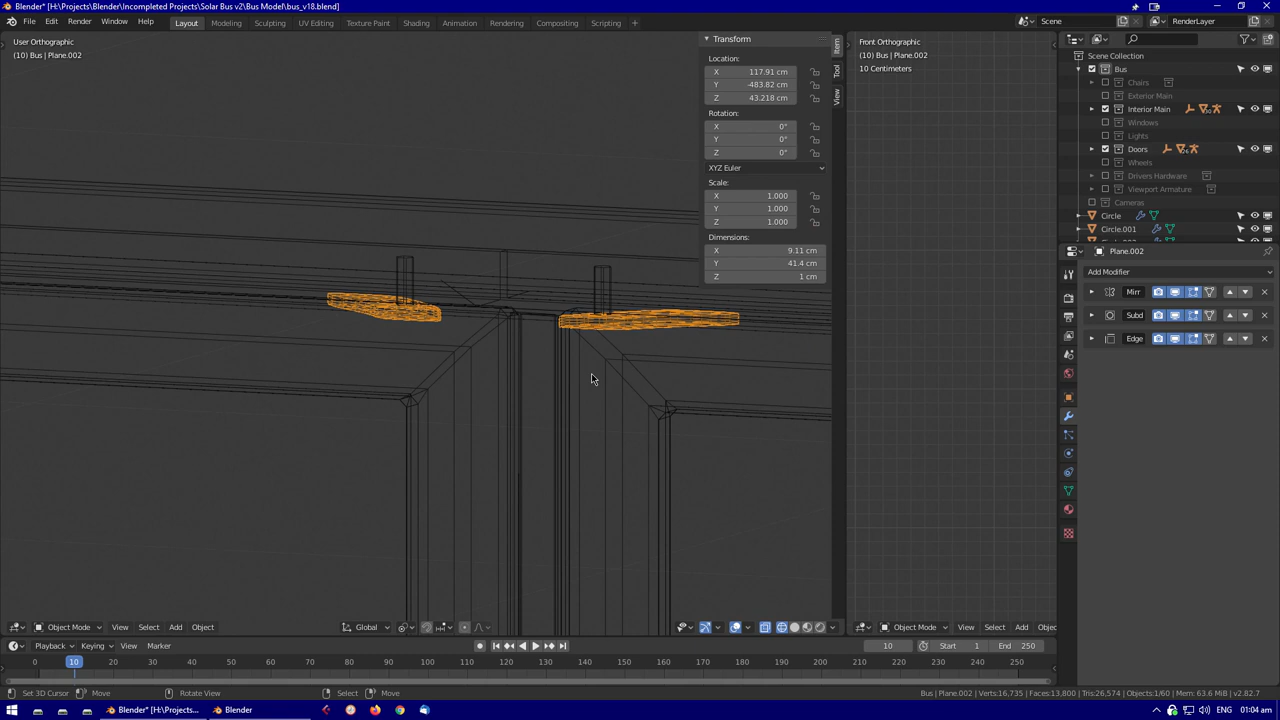 Blender* [H:\Projects\Blender\Incompleted Projects\Solar Bus v2\Bus Model\bus_v18.blend]
File Edit Render Window Help Layout Modeling Sculpting UV Editing Texture Paint Shading Animation Rendering Compositing Scripting + Scene RenderLayer
User Orthographic
(10) Bus | Plane.002
Transform
Location:
X 117.91 cm
Y -483.82 cm
Z 43.218 cm
Rotation:
X 0°
Y 0°
Z 0°
XYZ Euler
Scale:
X 1.000
Y 1.000
Z 1.000
Dimensions:
X 9.11 cm
Y 41.4 cm
Z 1 cm
Item
Tool
View
Front Orthographic
(10) Bus | Plane.002
10 Centimeters
Scene Collection
Bus
Chairs
Exterior Main
Interior Main
Windows
Lights
Doors
Wheels
Drivers Hardware
Viewport Armature
Cameras
Circle
Circle.001
Plane.002
Add Modifier
Mirr
Subd
Edge
Object Mode View Select Add Object Global
Object Mode View Select Add Obj
Playback Keying View Marker 10 Start 1 End 250
0 10 20 30 40 50 60 70 80 90 100 110 120 130 140 150 160 170 180 190 200 210 220 230 240 250
Set 3D Cursor Move Rotate View Select Move Bus | Plane.002 | Verts:16,735 | Faces:13,800 | Tris:26,574 | Objects:1/60 | Mem: 63.6 MiB | v2.82.7
Blender* [H:\Projects... Blender ENG 01:04 am